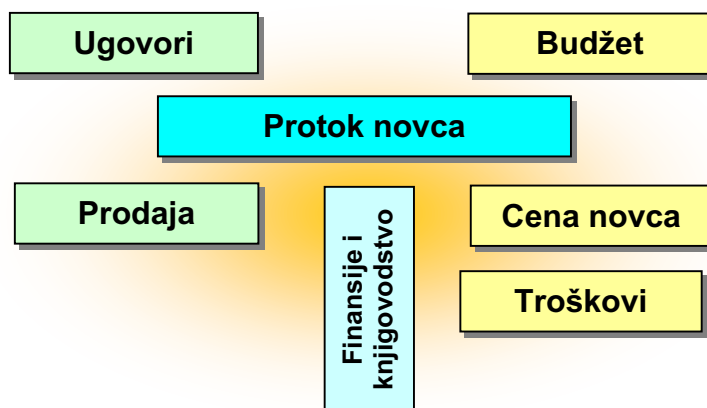 Ugovori
Budžet
Protok novca
Prodaja
Cena novca
Finansije i
knjigovodstvo
Troškovi